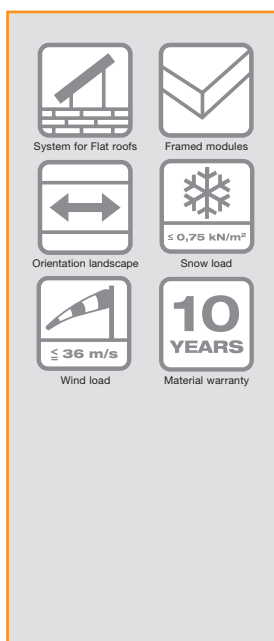 System for Flat roofs
Framed modules
≤ 0,75 kN/m²
Orientation landscape
Snow load
≦ 36 m/s
10
YEARS
Wind load
Material warranty